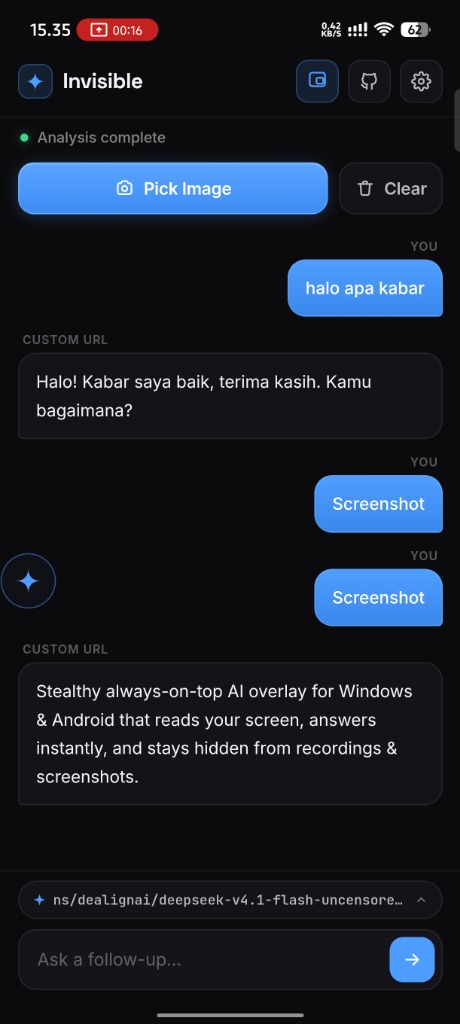 15.35 00:16 0,42 KB/S 62
Invisible
Analysis complete
Pick Image Clear
YOU
halo apa kabar
CUSTOM URL
Halo! Kabar saya baik, terima kasih. Kamu
bagaimana?
YOU
Screenshot
YOU
Screenshot
CUSTOM URL
Stealthy always-on-top AI overlay for Windows
& Android that reads your screen, answers
instantly, and stays hidden from recordings &
screenshots.
ns/dealignai/deepseek-v4.1-flash-uncensore…
Ask a follow-up...